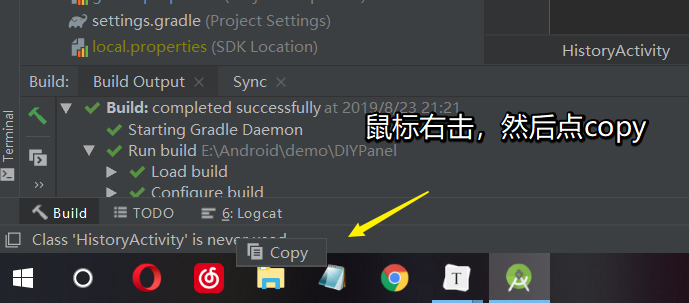 settings.gradle (Project Settings)
local.properties (SDK Location)
HistoryActivity
Build: Build Output × Sync ×
Build: completed successfully at 2019/8/23 21:21
Starting Gradle Daemon
鼠标右击，然后点copy
Run build E:\Android\demo\DIYPanel
Load build
Configure build
Terminal
Build TODO 6: Logcat
Class 'HistoryActivity' is never used
Copy
T